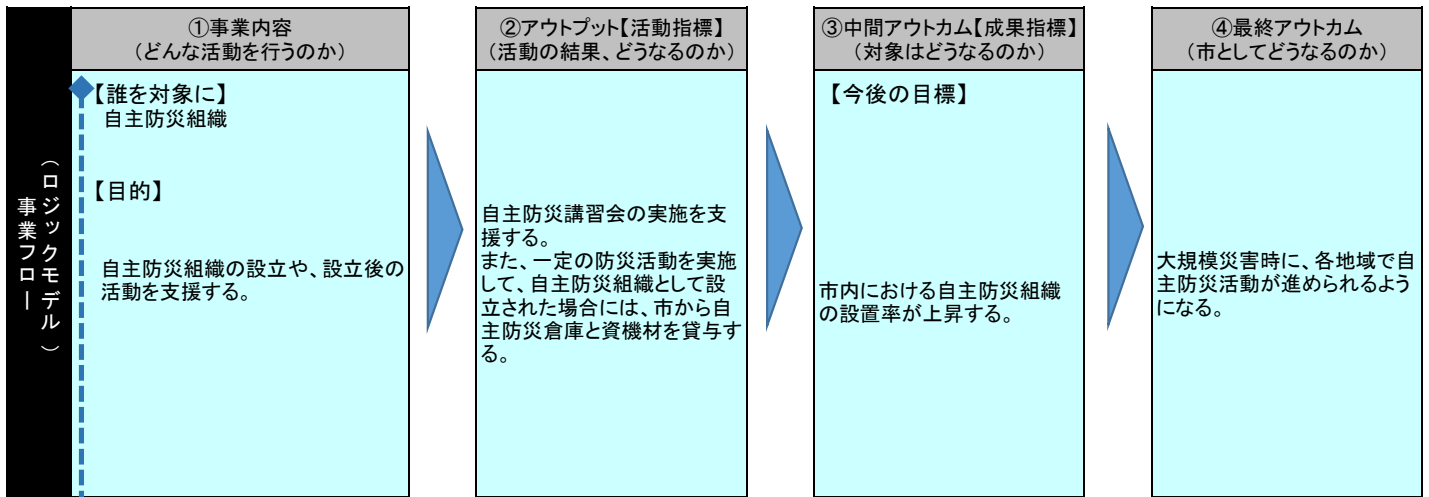 事業フロー
（ロジックモデル）
①事業内容
（どんな活動を行うのか）
【誰を対象に】
自主防災組織
【目的】
自主防災組織の設立や、設立後の
活動を支援する。
②アウトプット【活動指標】
（活動の結果、どうなるのか）
自主防災講習会の実施を支
援する。
また、一定の防災活動を実施
して、自主防災組織として設
立された場合には、市から自
主防災倉庫と資機材を貸与す
る。
③中間アウトカム【成果指標】
（対象はどうなるのか）
【今後の目標】
市内における自主防災組織
の設置率が上昇する。
④最終アウトカム
（市としてどうなるのか）
大規模災害時に、各地域で自
主防災活動が進められるよう
になる。